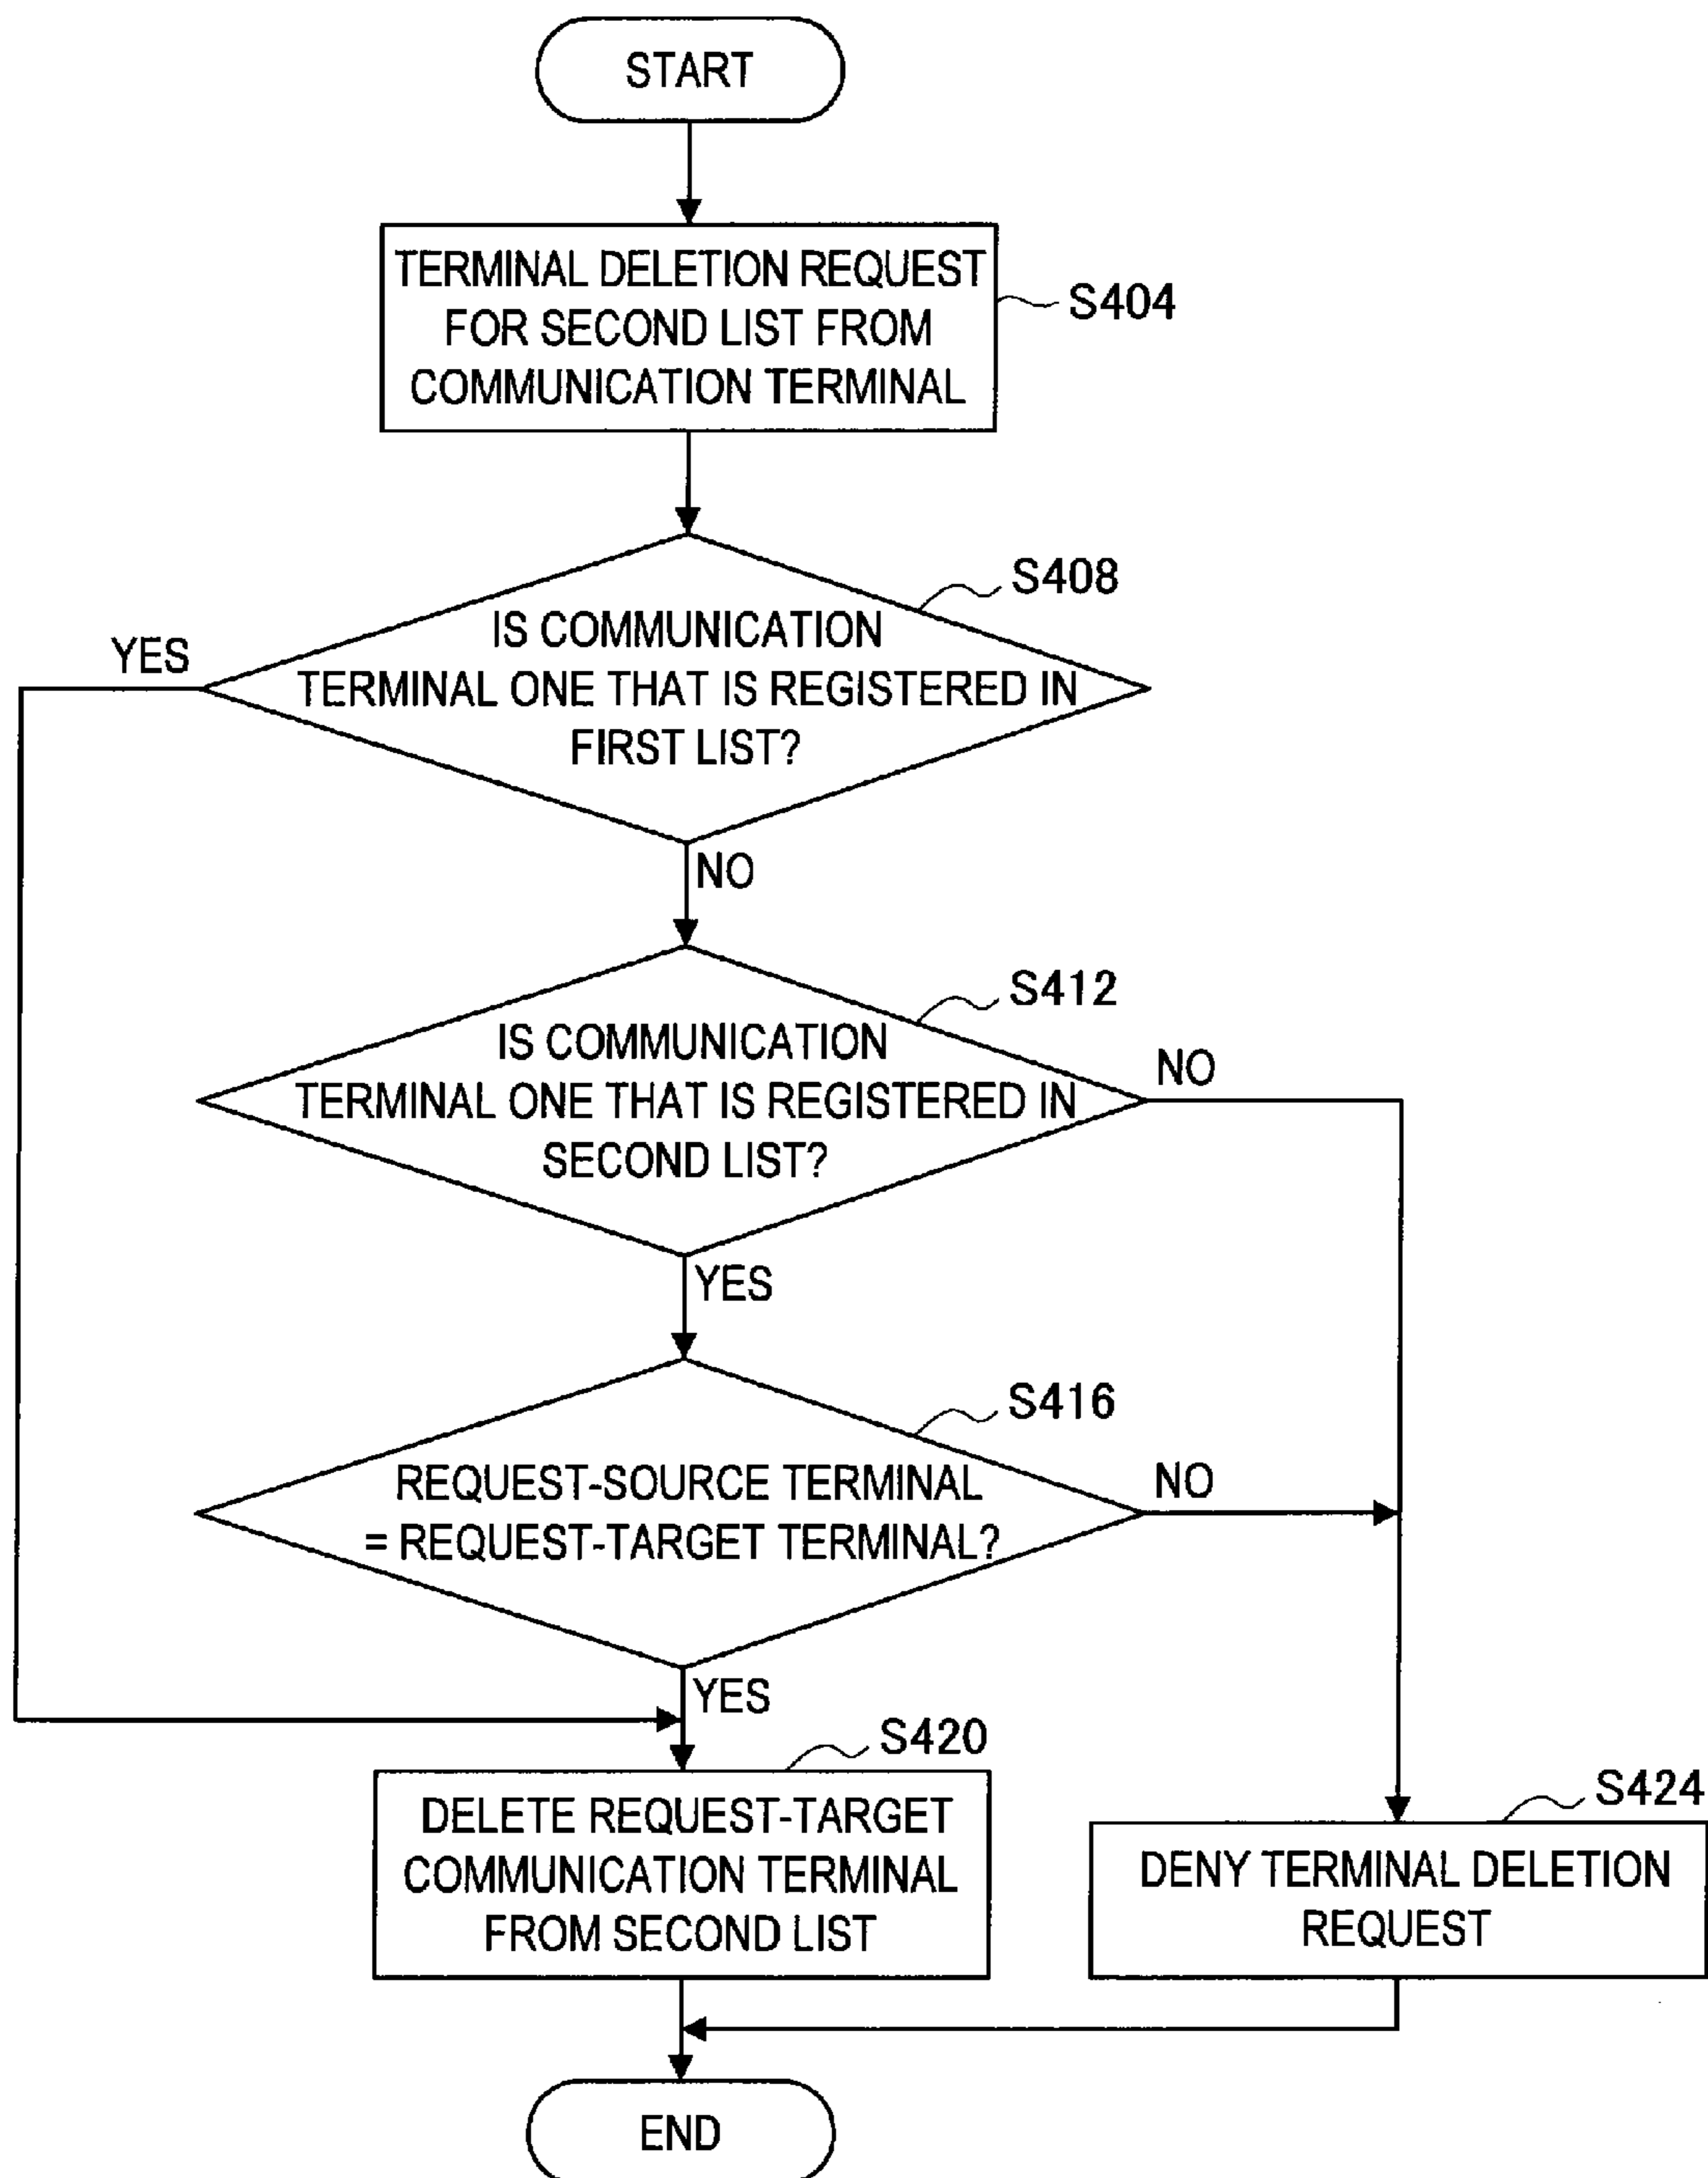 START
TERMINAL DELETION REQUEST
FOR SECOND LIST FROM
COMMUNICATION TERMINAL
S404
S408
IS COMMUNICATION
TERMINAL ONE THAT IS REGISTERED IN
FIRST LIST?
YES
NO
S412
IS COMMUNICATION
TERMINAL ONE THAT IS REGISTERED IN
SECOND LIST?
NO
YES
S416
REQUEST-SOURCE TERMINAL
= REQUEST-TARGET TERMINAL?
NO
YES
S420
DELETE REQUEST-TARGET
COMMUNICATION TERMINAL
FROM SECOND LIST
S424
DENY TERMINAL DELETION
REQUEST
END